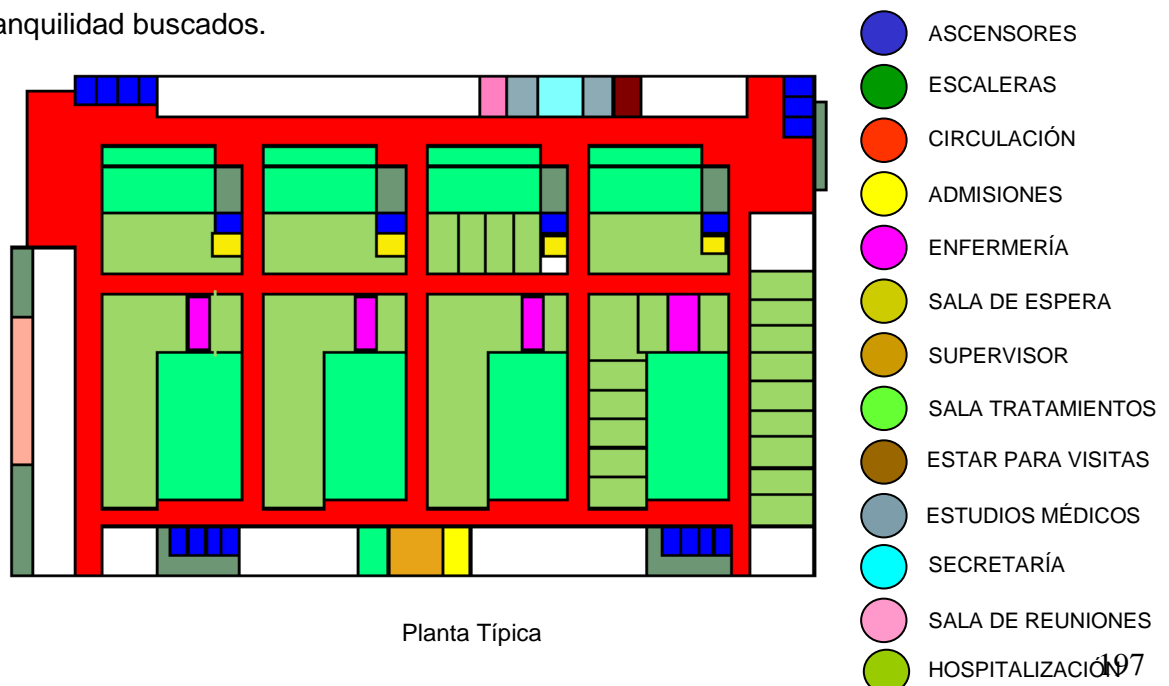 anquilidad buscados.
ASCENSORES
ESCALERAS
CIRCULACIÓN
ADMISIONES
ENFERMERÍA
SALA DE ESPERA
SUPERVISOR
SALA TRATAMIENTOS
ESTAR PARA VISITAS
ESTUDIOS MÉDICOS
SECRETARÍA
SALA DE REUNIONES
HOSPITALIZACIÓN
Planta Típica
197